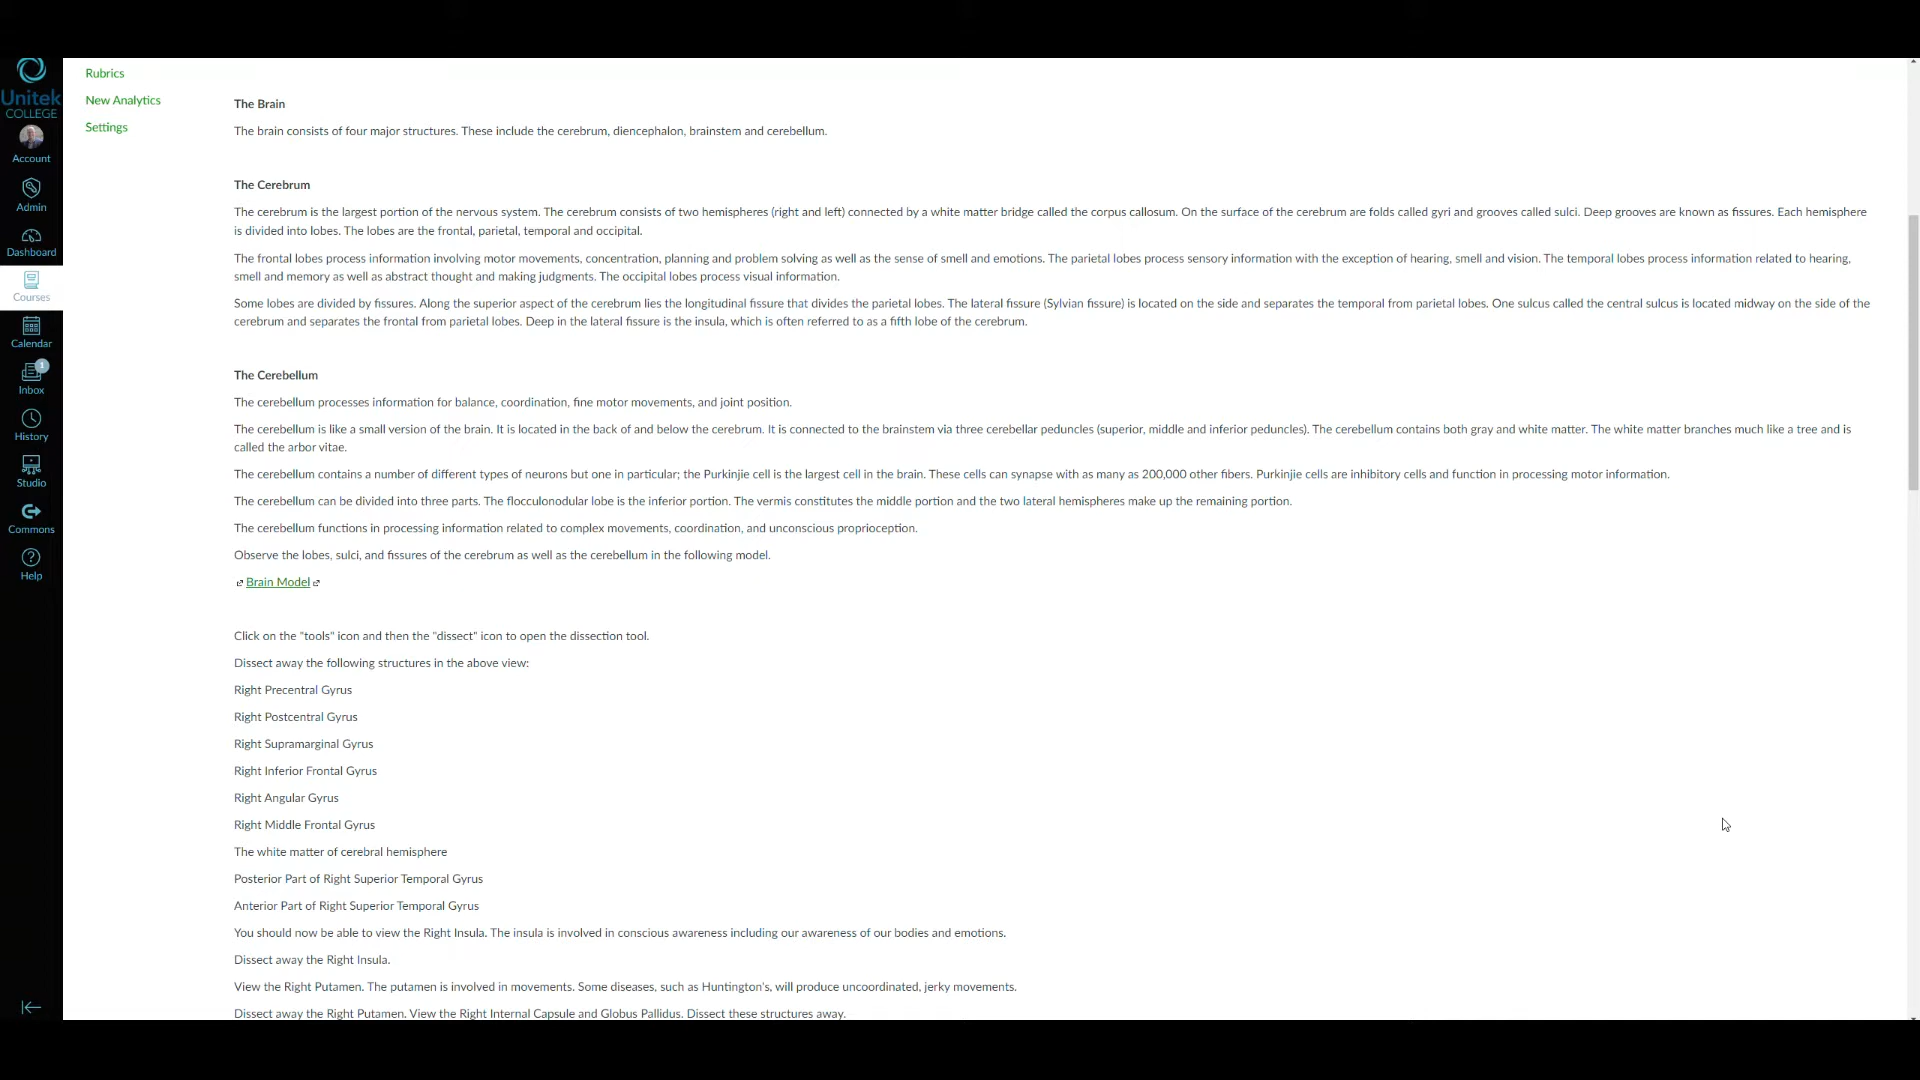 Unitek
COLLEGE
Account
Admin
Dashboard
Courses
Calendar
1
Inbox
History
Studio
Commons
Help
Rubrics
New Analytics
Settings
The Brain
The brain consists of four major structures. These include the cerebrum, diencephalon, brainstem and cerebellum.
The Cerebrum
The cerebrum is the largest portion of the nervous system. The cerebrum consists of two hemispheres (right and left) connected by a white matter bridge called the corpus callosum. On the surface of the cerebrum are folds called gyri and grooves called sulci. Deep grooves are known as fissures. Each hemisphere
is divided into lobes. The lobes are the frontal, parietal, temporal and occipital.
The frontal lobes process information involving motor movements, concentration, planning and problem solving as well as the sense of smell and emotions. The parietal lobes process sensory information with the exception of hearing, smell and vision. The temporal lobes process information related to hearing,
smell and memory as well as abstract thought and making judgments. The occipital lobes process visual information.
Some lobes are divided by fissures. Along the superior aspect of the cerebrum lies the longitudinal fissure that divides the parietal lobes. The lateral fissure (Sylvian fissure) is located on the side and separates the temporal from parietal lobes. One sulcus called the central sulcus is located midway on the side of the
cerebrum and separates the frontal from parietal lobes. Deep in the lateral fissure is the insula, which is often referred to as a fifth lobe of the cerebrum.
The Cerebellum
The cerebellum processes information for balance, coordination, fine motor movements, and joint position.
The cerebellum is like a small version of the brain. It is located in the back of and below the cerebrum. It is connected to the brainstem via three cerebellar peduncles (superior, middle and inferior peduncles). The cerebellum contains both gray and white matter. The white matter branches much like a tree and is
called the arbor vitae.
The cerebellum contains a number of different types of neurons but one in particular; the Purkinjie cell is the largest cell in the brain. These cells can synapse with as many as 200,000 other fibers. Purkinjie cells are inhibitory cells and function in processing motor information.
The cerebellum can be divided into three parts. The flocculonodular lobe is the inferior portion. The vermis constitutes the middle portion and the two lateral hemispheres make up the remaining portion.
The cerebellum functions in processing information related to complex movements, coordination, and unconscious proprioception.
Observe the lobes, sulci, and fissures of the cerebrum as well as the cerebellum in the following model.
Brain Model
Click on the "tools" icon and then the "dissect" icon to open the dissection tool.
Dissect away the following structures in the above view:
Right Precentral Gyrus
Right Postcentral Gyrus
Right Supramarginal Gyrus
Right Inferior Frontal Gyrus
Right Angular Gyrus
Right Middle Frontal Gyrus
The white matter of cerebral hemisphere
Posterior Part of Right Superior Temporal Gyrus
Anterior Part of Right Superior Temporal Gyrus
You should now be able to view the Right Insula. The insula is involved in conscious awareness including our awareness of our bodies and emotions.
Dissect away the Right Insula.
View the Right Putamen. The putamen is involved in movements. Some diseases, such as Huntington's, will produce uncoordinated, jerky movements.
Dissect away the Right Putamen. View the Right Internal Capsule and Globus Pallidus. Dissect these structures away.